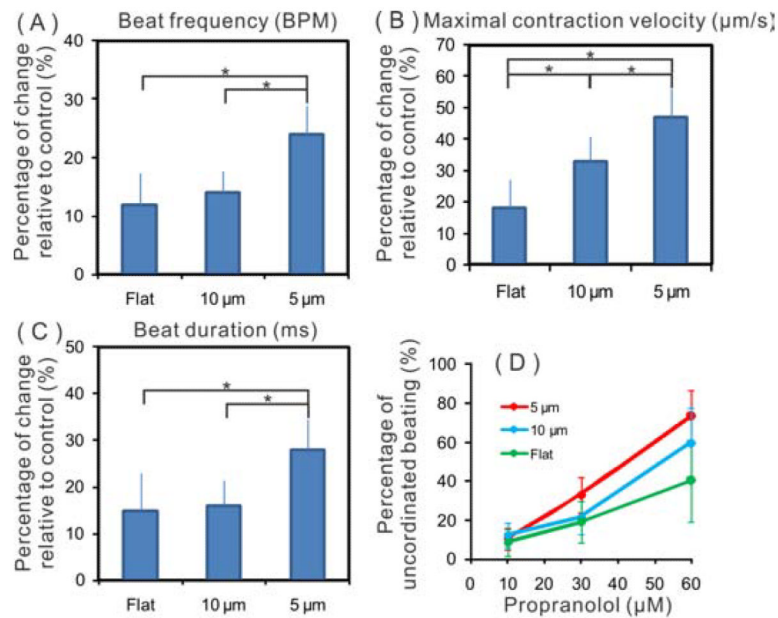 (A) Beat frequency (BPM)
Percentage of change
relative to control (%)
40
30
20
10
0
*
*
Flat 10 µm 5 µm
(B) Maximal contraction velocity (µm/s)
Percentage of change
relative to control (%)
70
60
50
40
30
20
10
0
*
* *
Flat 10 µm 5 µm
(C) Beat duration (ms)
Percentage of change
relative to control (%)
50
40
30
20
10
0
*
*
Flat 10 µm 5 µm
(D)
Percentage of
uncordinated beating (%)
100
80
60
40
20
0
5 µm
10 µm
Flat
0 10 20 30 40 50 60
Propranolol (µM)